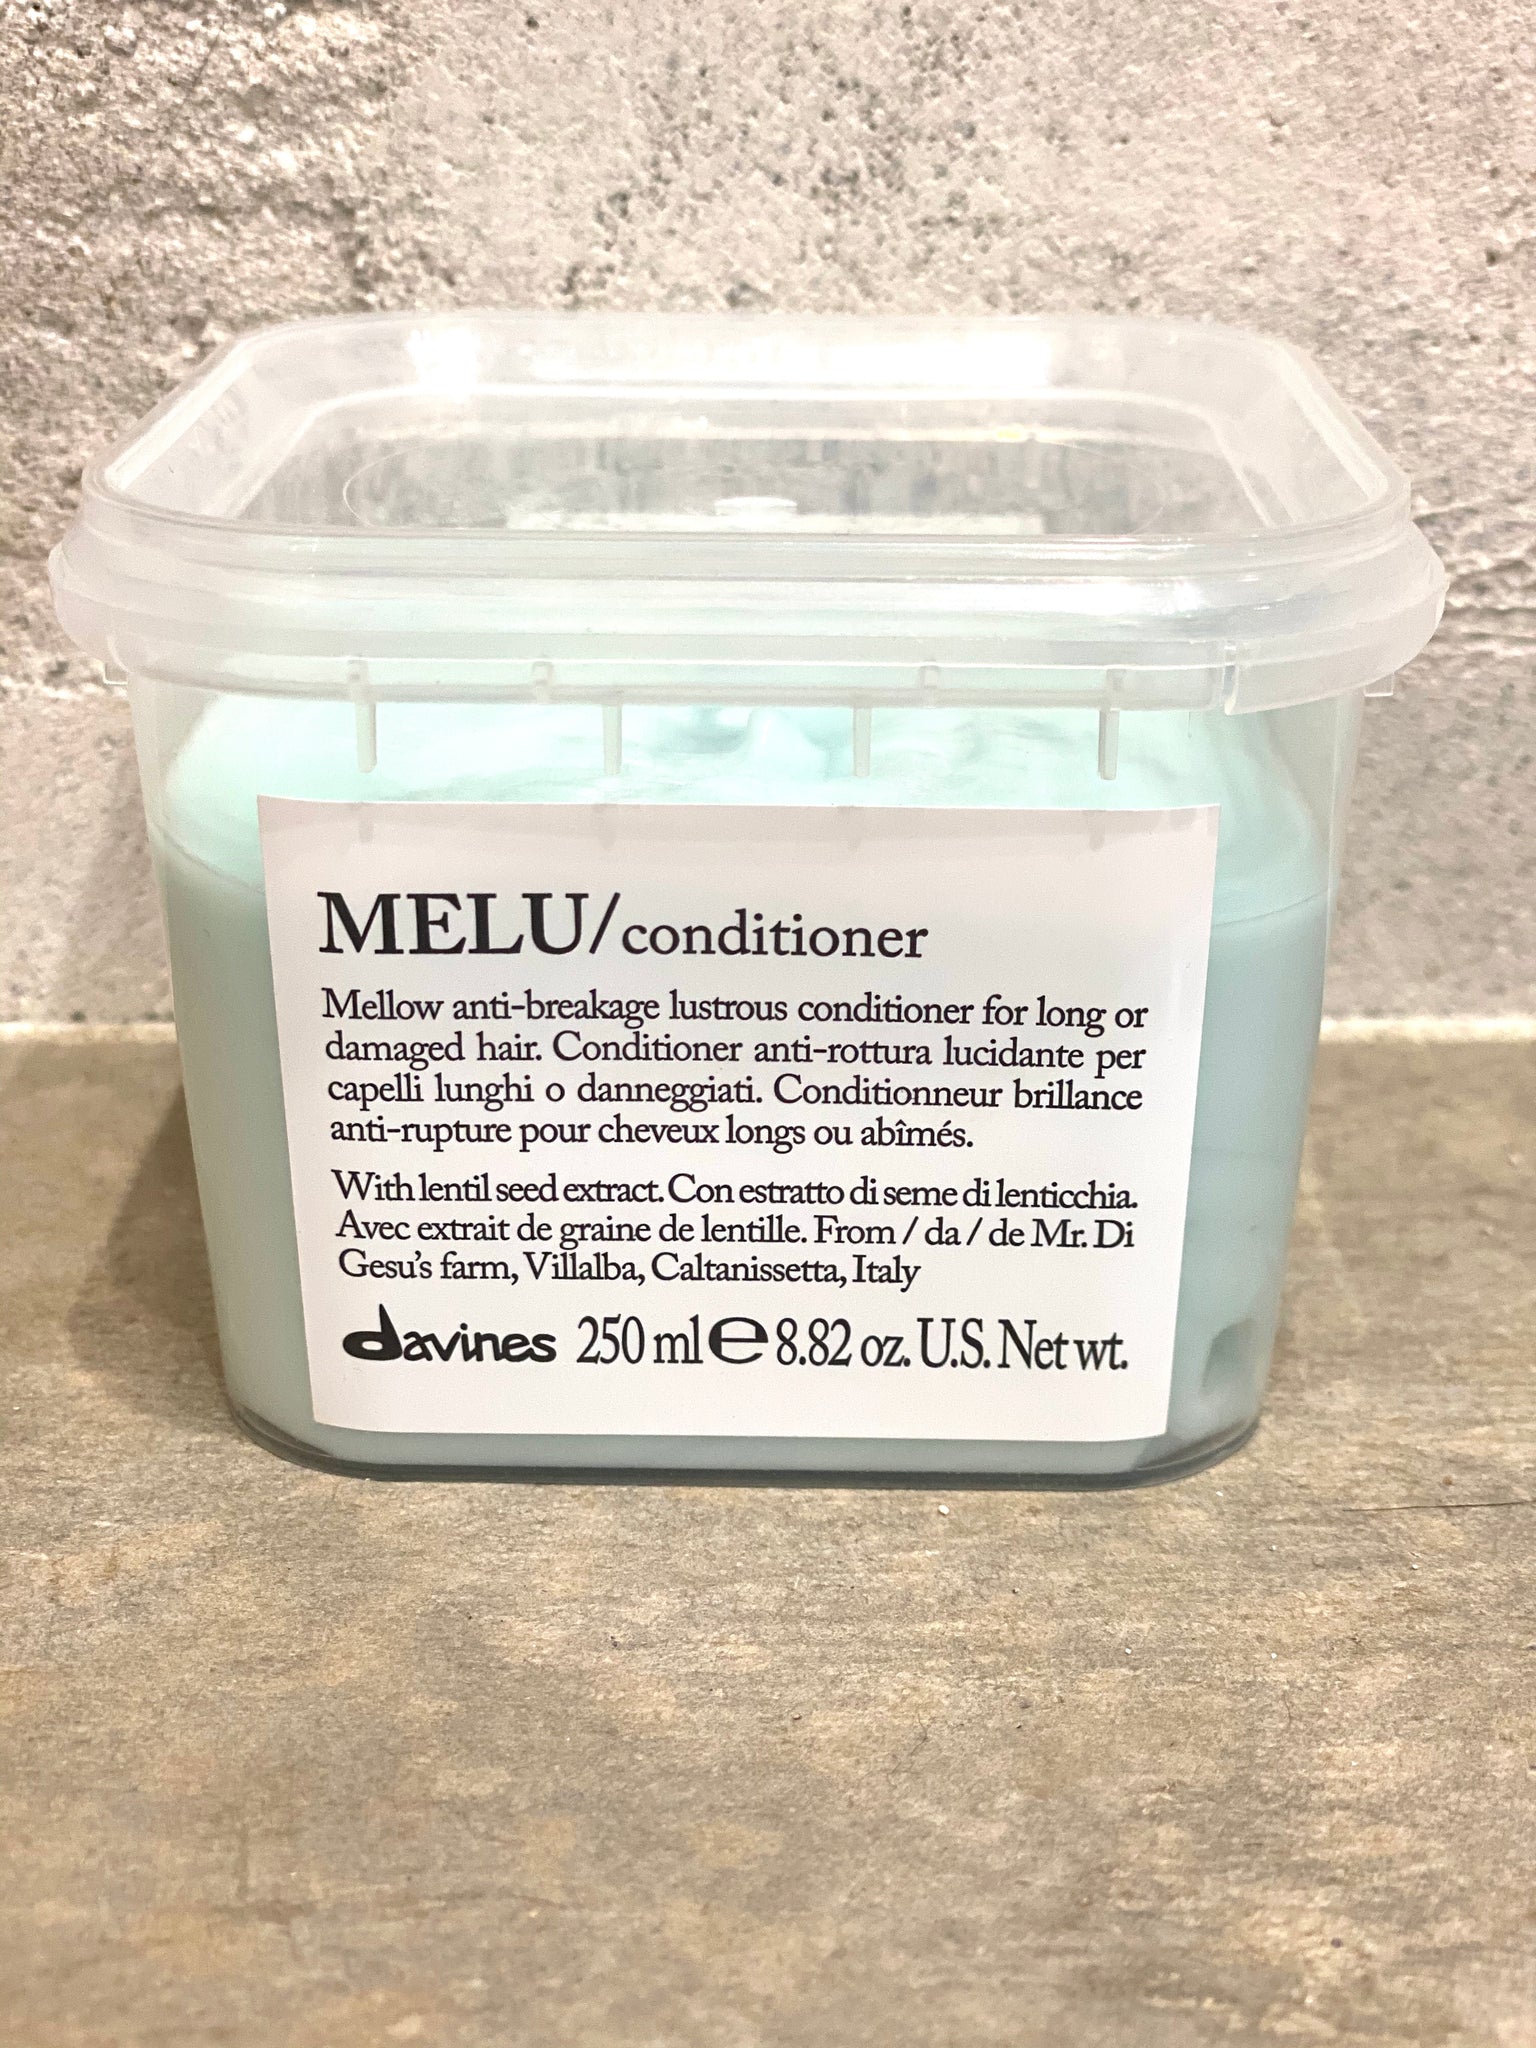 MELU/conditioner
Mellow anti-breakage lustrous conditioner for long or
damaged hair. Conditioner anti-rottura lucidante per
capelli lunghi o danneggiati. Conditionneur brillance
anti-rupture pour cheveux longs ou abîmés.
With lentil seed extract. Con estratto di seme di lenticchia.
Avec extrait de graine de lentille. From / da / de Mr. Di
Gesu's farm, Villalba, Caltanissetta, Italy
davines 250 ml ℮ 8.82 oz. U.S. Net wt.